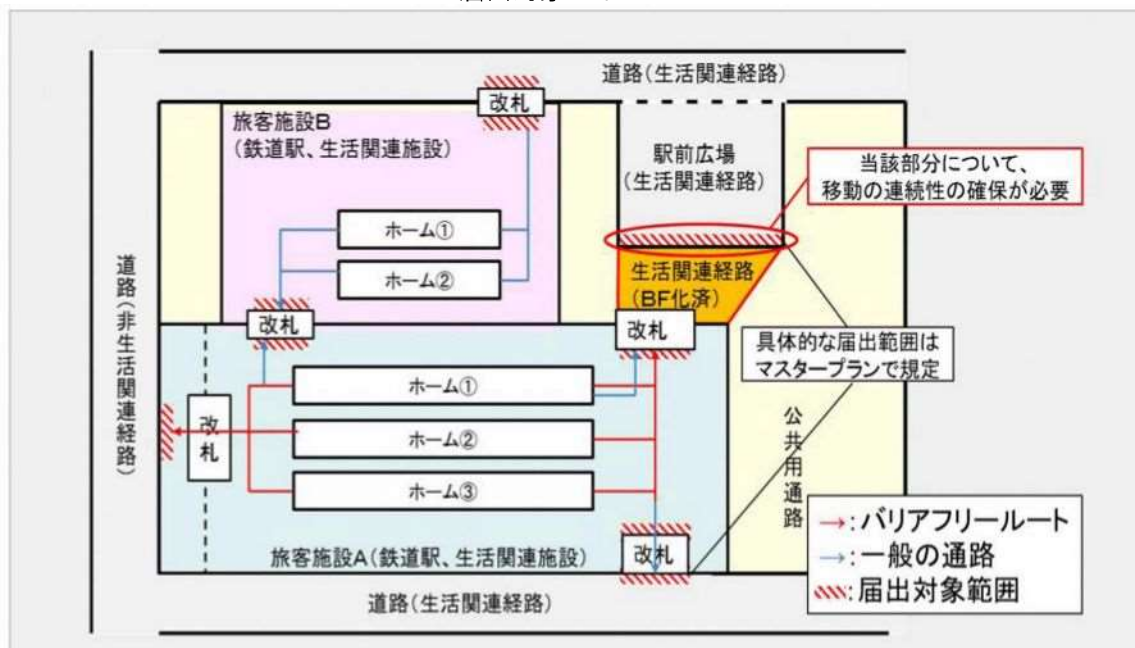 道路(生活関連経路)
改札
旅客施設B
(鉄道駅、生活関連施設)
駅前広場
(生活関連経路)
当該部分について、
移動の連続性の確保が必要
ホーム①
ホーム②
生活関連経路
(BF化済)
道路(非生活関連経路)
改札
改札
具体的な届出範囲は
マスタープランで規定
ホーム①
改札
ホーム②
ホーム③
公共用通路
旅客施設A(鉄道駅、生活関連施設)
改札
道路(生活関連経路)
→:バリアフリールート
→:一般の通路
:届出対象範囲